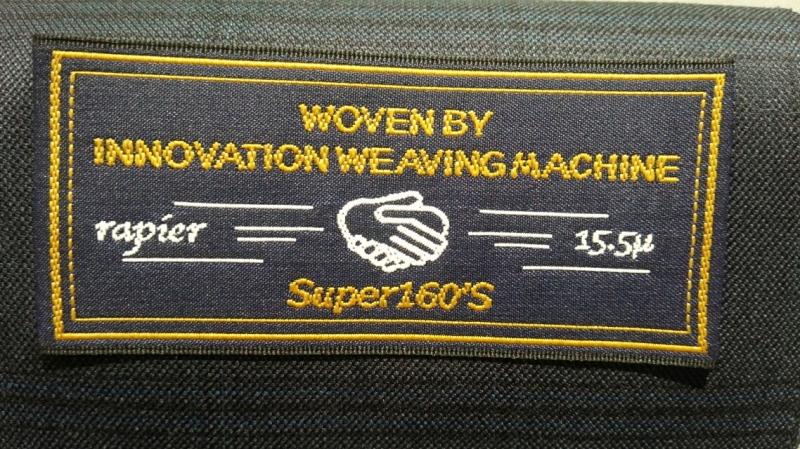 WOVEN BY
INNOVATION WEAVING MACHINE
rapier
15.5µ
Super160'S